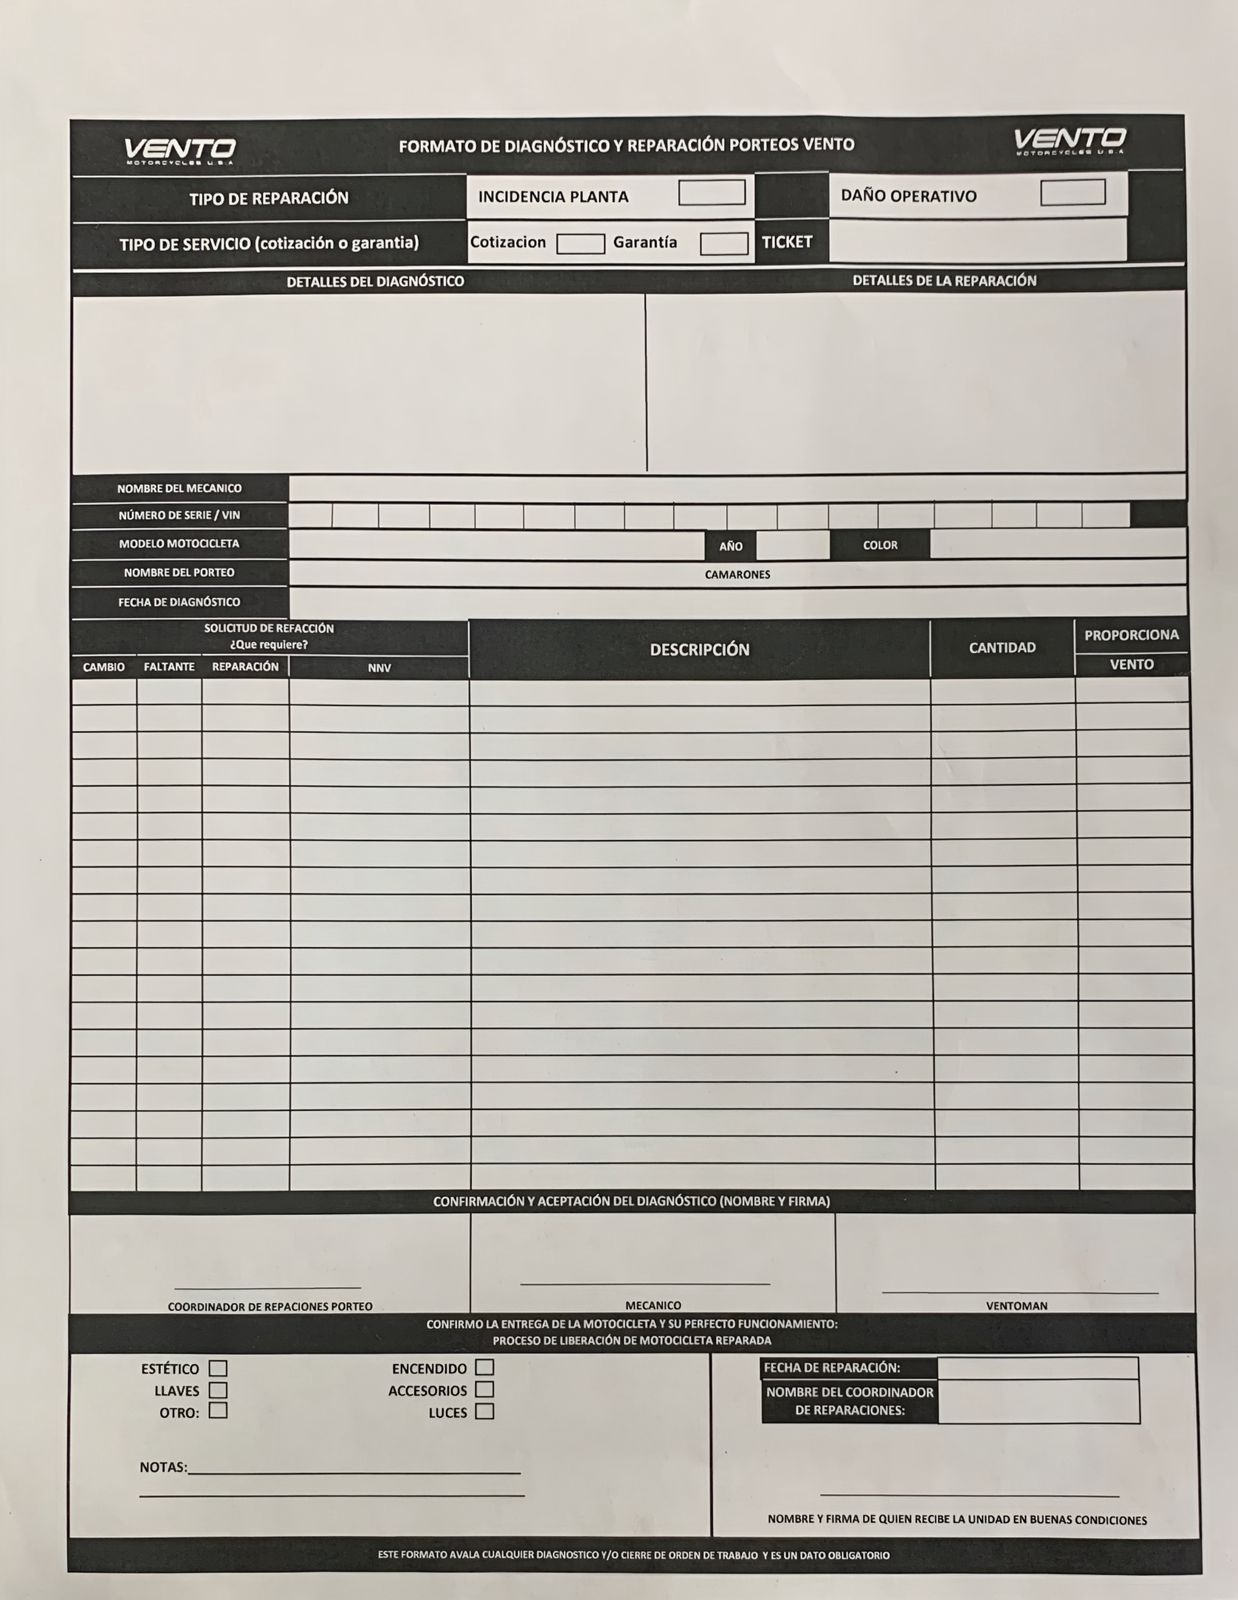 VENTO
MOTORCYCLES U.S.A
FORMATO DE DIAGNÓSTICO Y REPARACIÓN PORTEOS VENTO
VENTO
MOTORCYCLES U.S.A
TIPO DE REPARACIÓN
INCIDENCIA PLANTA
DAÑO OPERATIVO
TIPO DE SERVICIO (cotización o garantia)
Cotizacion
Garantía
TICKET
DETALLES DEL DIAGNÓSTICO
DETALLES DE LA REPARACIÓN
NOMBRE DEL MECANICO
NÚMERO DE SERIE / VIN
MODELO MOTOCICLETA
AÑO
COLOR
NOMBRE DEL PORTEO
CAMARONES
FECHA DE DIAGNÓSTICO
SOLICITUD DE REFACCIÓN
¿Que requiere?
DESCRIPCIÓN
CANTIDAD
PROPORCIONA
CAMBIO
FALTANTE
REPARACIÓN
NNV
VENTO
CONFIRMACIÓN Y ACEPTACIÓN DEL DIAGNÓSTICO (NOMBRE Y FIRMA)
COORDINADOR DE REPACIONES PORTEO
MECANICO
VENTOMAN
CONFIRMO LA ENTREGA DE LA MOTOCICLETA Y SU PERFECTO FUNCIONAMIENTO:
PROCESO DE LIBERACIÓN DE MOTOCICLETA REPARADA
ESTÉTICO
ENCENDIDO
LLAVES
ACCESORIOS
OTRO:
LUCES
NOTAS:
FECHA DE REPARACIÓN:
NOMBRE DEL COORDINADOR
DE REPARACIONES:
NOMBRE Y FIRMA DE QUIEN RECIBE LA UNIDAD EN BUENAS CONDICIONES
ESTE FORMATO AVALA CUALQUIER DIAGNOSTICO Y/O CIERRE DE ORDEN DE TRABAJO Y ES UN DATO OBLIGATORIO